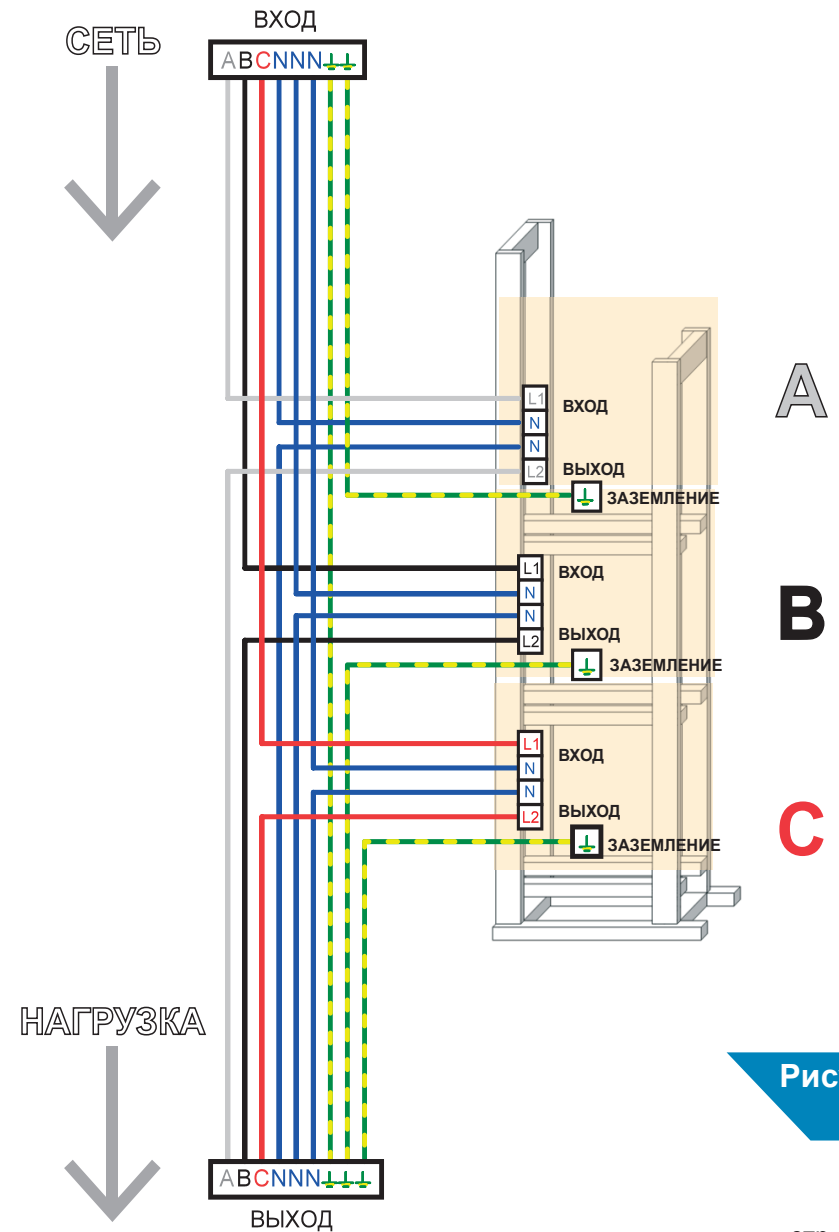 ВХОД
СЕТЬ
ABCNNN
L1
ВХОД
N
N
L2
ВЫХОД
ЗАЗЕМЛЕНИЕ
A
L1
ВХОД
N
N
L2
ВЫХОД
ЗАЗЕМЛЕНИЕ
B
L1
ВХОД
N
N
L2
ВЫХОД
ЗАЗЕМЛЕНИЕ
C
НАГРУЗКА
Рис
ABCNNN
ВЫХОД